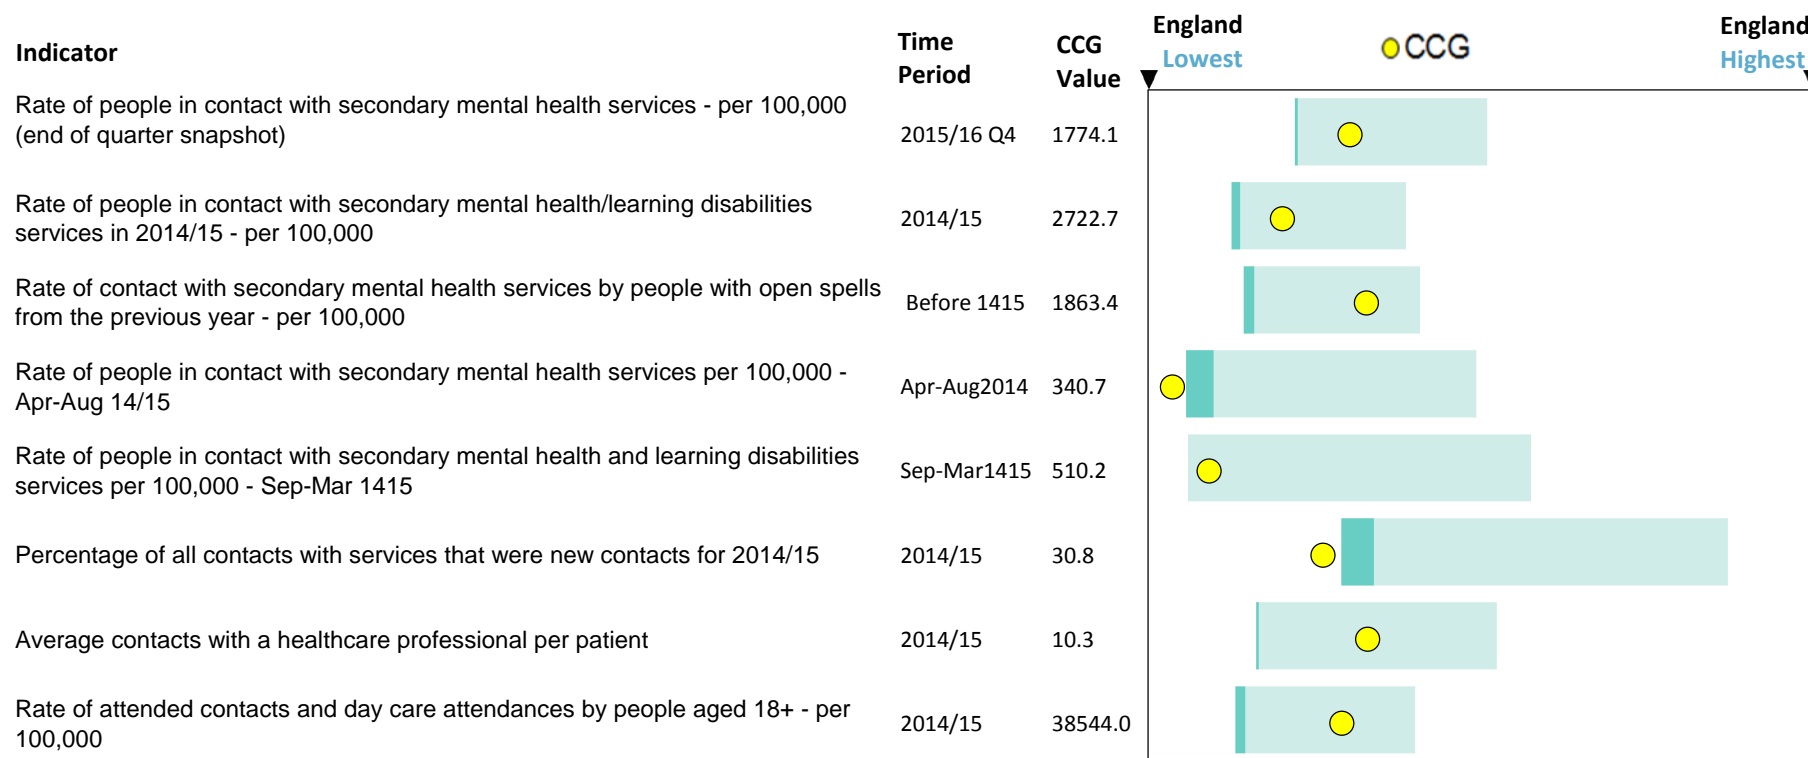 Indicator
Time
Period
CCG
Value
England
Lowest
CCG
England
Highest
Rate of people in contact with secondary mental health services - per 100,000
(end of quarter snapshot)
2015/16 Q4
1774.1
Rate of people in contact with secondary mental health/learning disabilities
services in 2014/15 - per 100,000
2014/15
2722.7
Rate of contact with secondary mental health services by people with open spells
from the previous year - per 100,000
Before 1415
1863.4
Rate of people in contact with secondary mental health services per 100,000 -
Apr-Aug 14/15
Apr-Aug2014
340.7
Rate of people in contact with secondary mental health and learning disabilities
services per 100,000 - Sep-Mar 1415
Sep-Mar1415
510.2
Percentage of all contacts with services that were new contacts for 2014/15
2014/15
30.8
Average contacts with a healthcare professional per patient
2014/15
10.3
Rate of attended contacts and day care attendances by people aged 18+ - per
100,000
2014/15
38544.0